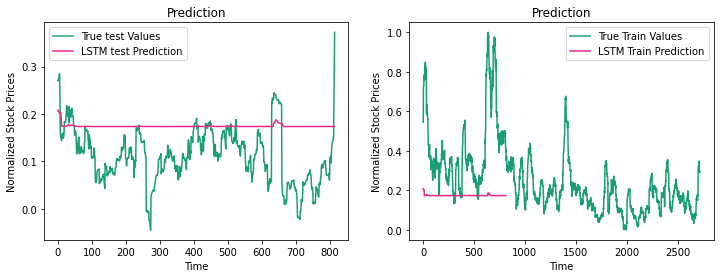 Prediction
True test Values
LSTM test Prediction
Normalized Stock Prices
0.3
0.2
0.1
0.0
0 100 200 300 400 500 600 700 800
Time
Prediction
True Train Values
LSTM Train Prediction
Normalized Stock Prices
1.0
0.8
0.6
0.4
0.2
0.0
0 500 1000 1500 2000 2500
Time